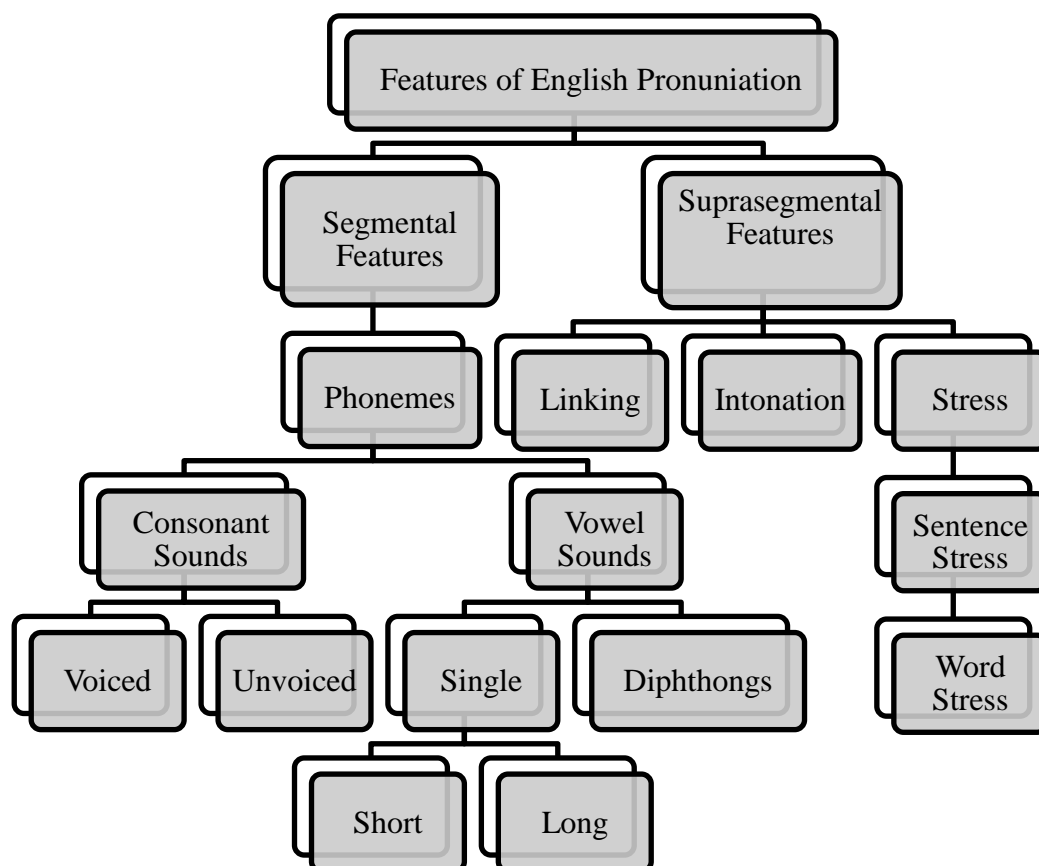 Features of English Pronuniation
Segmental
Features
Suprasegmental
Features
Phonemes
Linking
Intonation
Stress
Consonant
Sounds
Vowel
Sounds
Sentence
Stress
Voiced
Unvoiced
Single
Diphthongs
Word
Stress
Short
Long